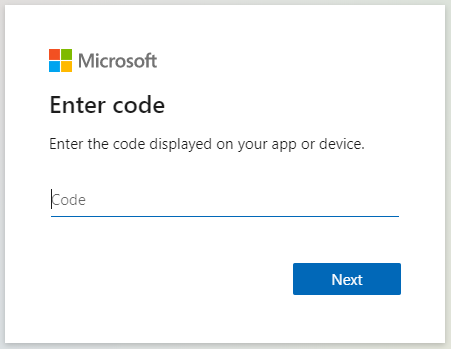 Microsoft
Enter code
Enter the code displayed on your app or device.
Code
Next